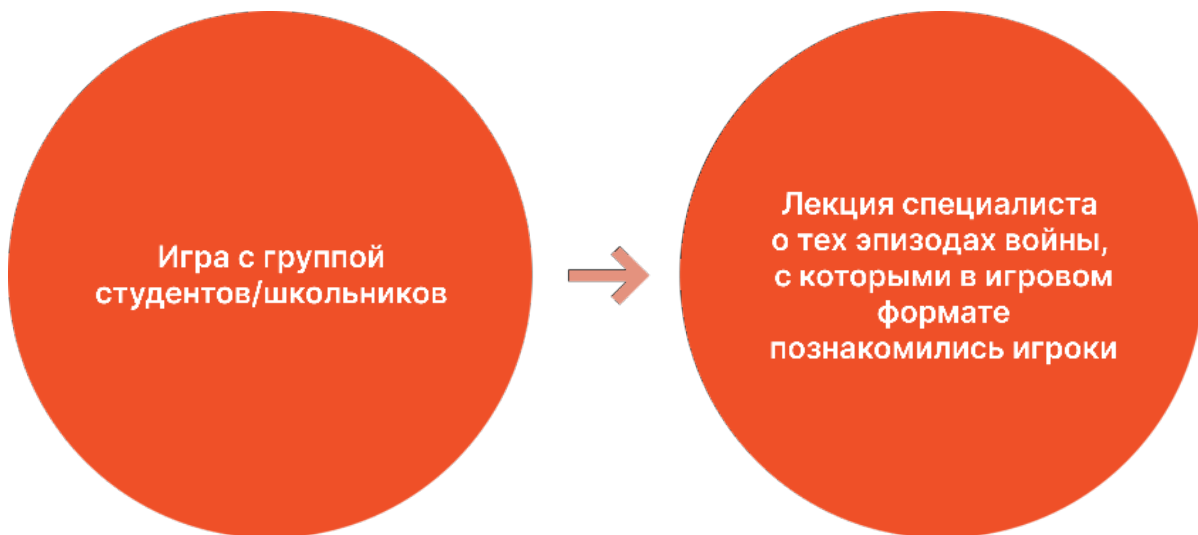 Игра с группой
студентов/школьников
Лекция специалиста
о тех эпизодах войны,
с которыми в игровом
формате
познакомились игроки